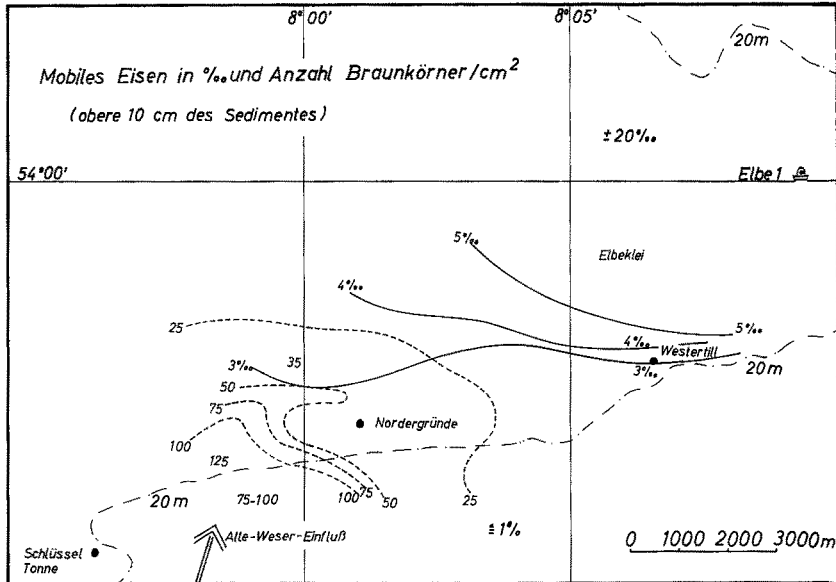 8° 00'
8° 05'
20m
Mobiles Eisen in ‰ und Anzahl Braunkörner/cm²
(obere 10 cm des Sedimentes)
± 20 ‰
54° 00'
Elbe 1
5‰
Elbeklei
4‰
25
5‰
4‰
Westertill
3‰
35
3‰
20 m
50
75
Nordergründe
100
125
20 m
75-100
100
75
50
25
Alte-Weser-Einfluß
≦ 1‰
0 1000 2000 3000m
Schlüssel
Tonne